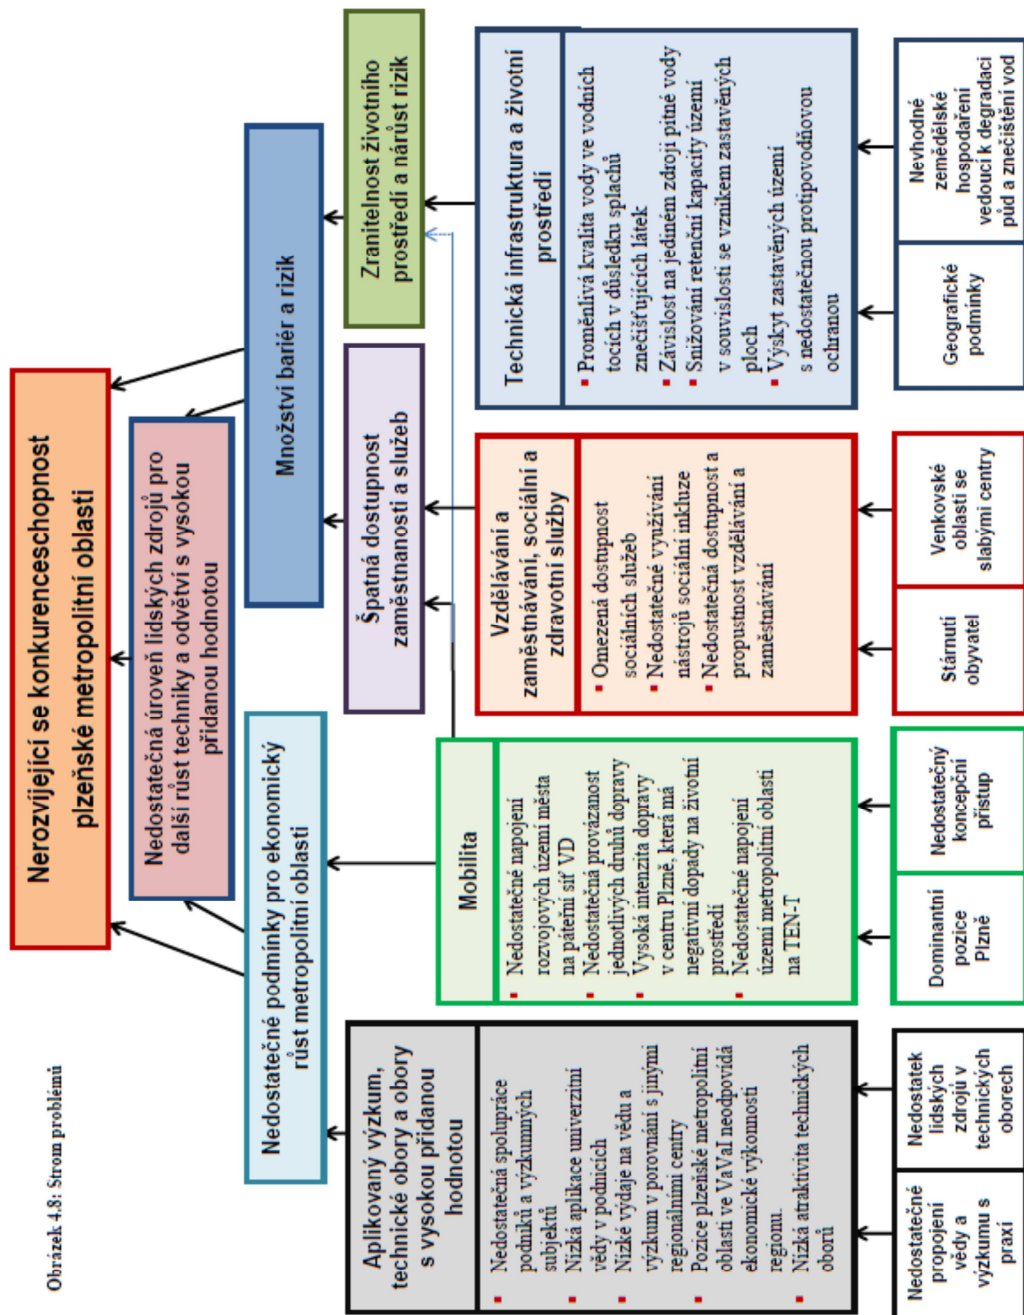 Obrázek 4.8: Strom problémů
Nerozvíjející se konkurenceschopnost
plzeňské metropolitní oblasti
Nedostatečná úroveň lidských zdrojů pro
další růst techniky a odvětví s vysokou
přidanou hodnotou
Nedostatečné podmínky pro ekonomický
růst metropolitní oblasti
Množství bariér a rizik
Špatná dostupnost
zaměstnanosti a služeb
Zranitelnost životního
prostředí a nárůst rizik
Aplikovaný výzkum,
technické obory a obory
s vysokou přidanou
hodnotou
▪ Nedostatečná spolupráce
podniků a výzkumných
subjektů
▪ Nízká aplikace univerzitní
vědy v podnicích
▪ Nízké výdaje na vědu a
výzkum v porovnání s jinými
regionálními centry
▪ Pozice plzeňské metropolitní
oblasti ve VaVaI neodpovídá
ekonomické výkonnosti
regionu.
▪ Nízká atraktivita technických
oborů
Mobilita
▪ Nedostatečné napojení
rozvojových území města
na páteřní síť VD
▪ Nedostatečná provázanost
jednotlivých druhů dopravy
▪ Vysoká intenzita dopravy
v centru Plzně, která má
negativní dopady na životní
prostředí
▪ Nedostatečné napojení
území metropolitní oblasti
na TEN-T
Vzdělávání a
zaměstnávání, sociální a
zdravotní služby
▪ Omezená dostupnost
sociálních služeb
▪ Nedostatečné využívání
nástrojů sociální inkluze
▪ Nedostatečná dostupnost a
propustnost vzdělávání a
zaměstnávání
Technická infrastruktura a životní
prostředí
▪ Proměnlivá kvalita vody ve vodních
tocích v důsledku splachů
znečišťujících látek
▪ Závislost na jediném zdroji pitné vody
▪ Snižování retenční kapacity území
v souvislosti se vznikem zastavěných
ploch
▪ Výskyt zastavěných území
s nedostatečnou protipovodňovou
ochranou
Nedostatečné
propojení
vědy a
výzkumu s
praxí
Nedostatek
lidských
zdrojů v
technických
oborech
Dominantní
pozice
Plzně
Nedostatečný
koncepční
přístup
Stárnutí
obyvatel
Venkovské
oblasti se
slabými centry
Geografické
podmínky
Nevhodné
zemědělské
hospodaření
vedoucí k degradaci
půd a znečištění vod